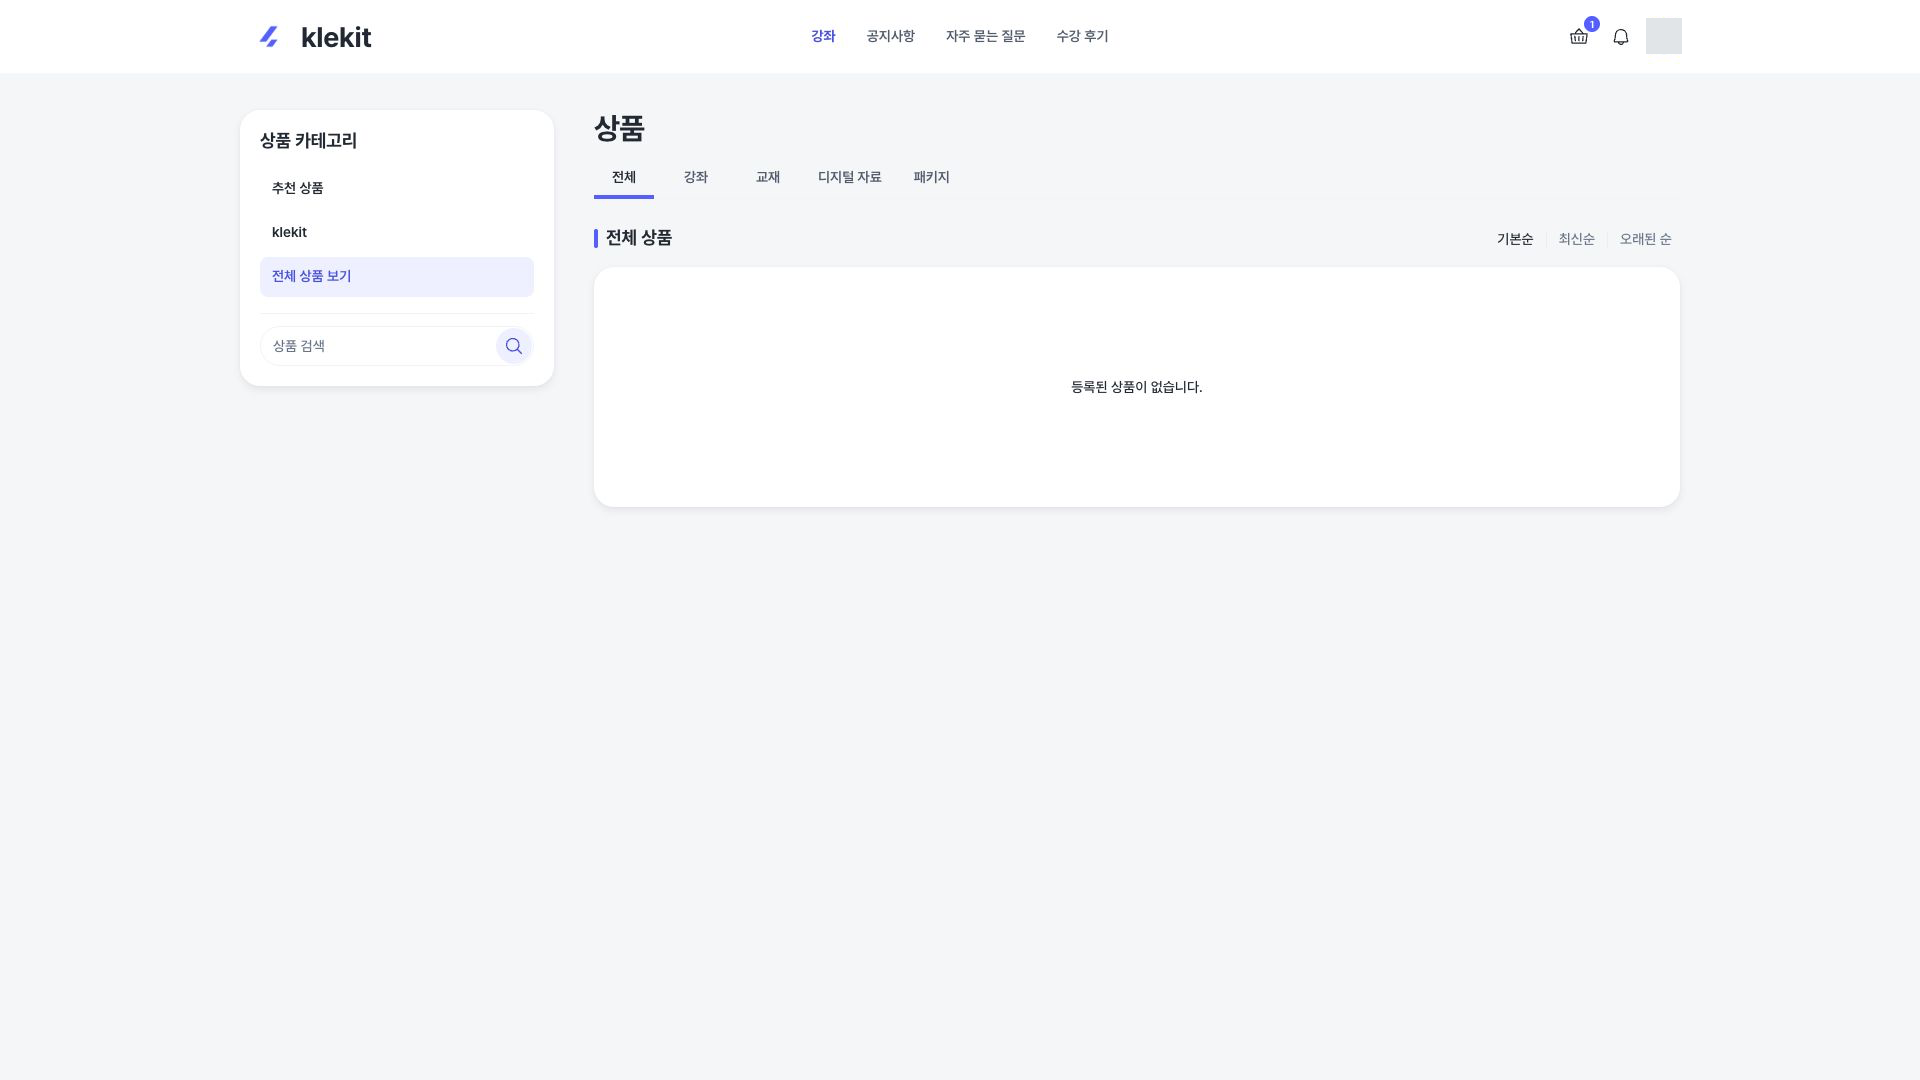 klekit
강좌 공지사항 자주 묻는 질문 수강 후기
1
상품 카테고리
추천 상품
klekit
전체 상품 보기
상품 검색
상품
전체 강좌 교재 디지털 자료 패키지
전체 상품
기본순 최신순 오래된 순
등록된 상품이 없습니다.